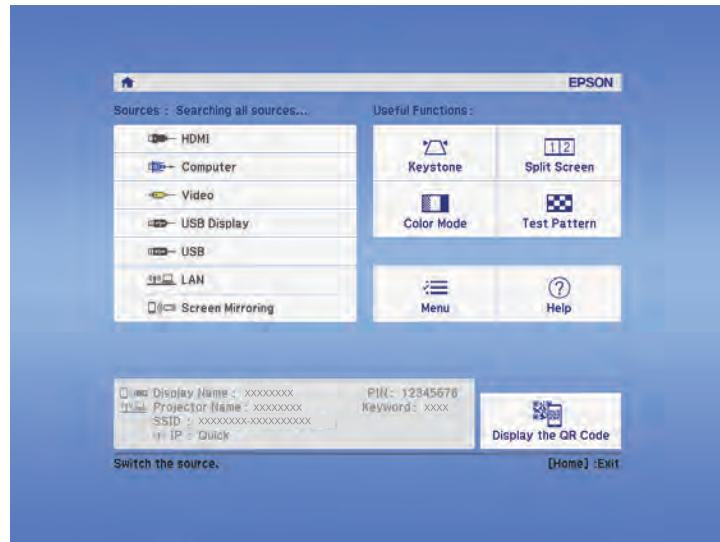 EPSON
Sources : Searching all sources...
HDMI
Computer
Video
USB Display
USB
LAN
Screen Mirroring
Useful Functions :
Keystone
Split Screen
1 2
Color Mode
Test Pattern
Menu
? Help
Display Name : xxxxxxxx PIN : 12345678
Projector Name : xxxxxxxx Keyword : xxxx
SSID : xxxxxxxx-xxxxxxxxxx
IP : Quick
Display the QR Code
Switch the source. [Home] :Exit